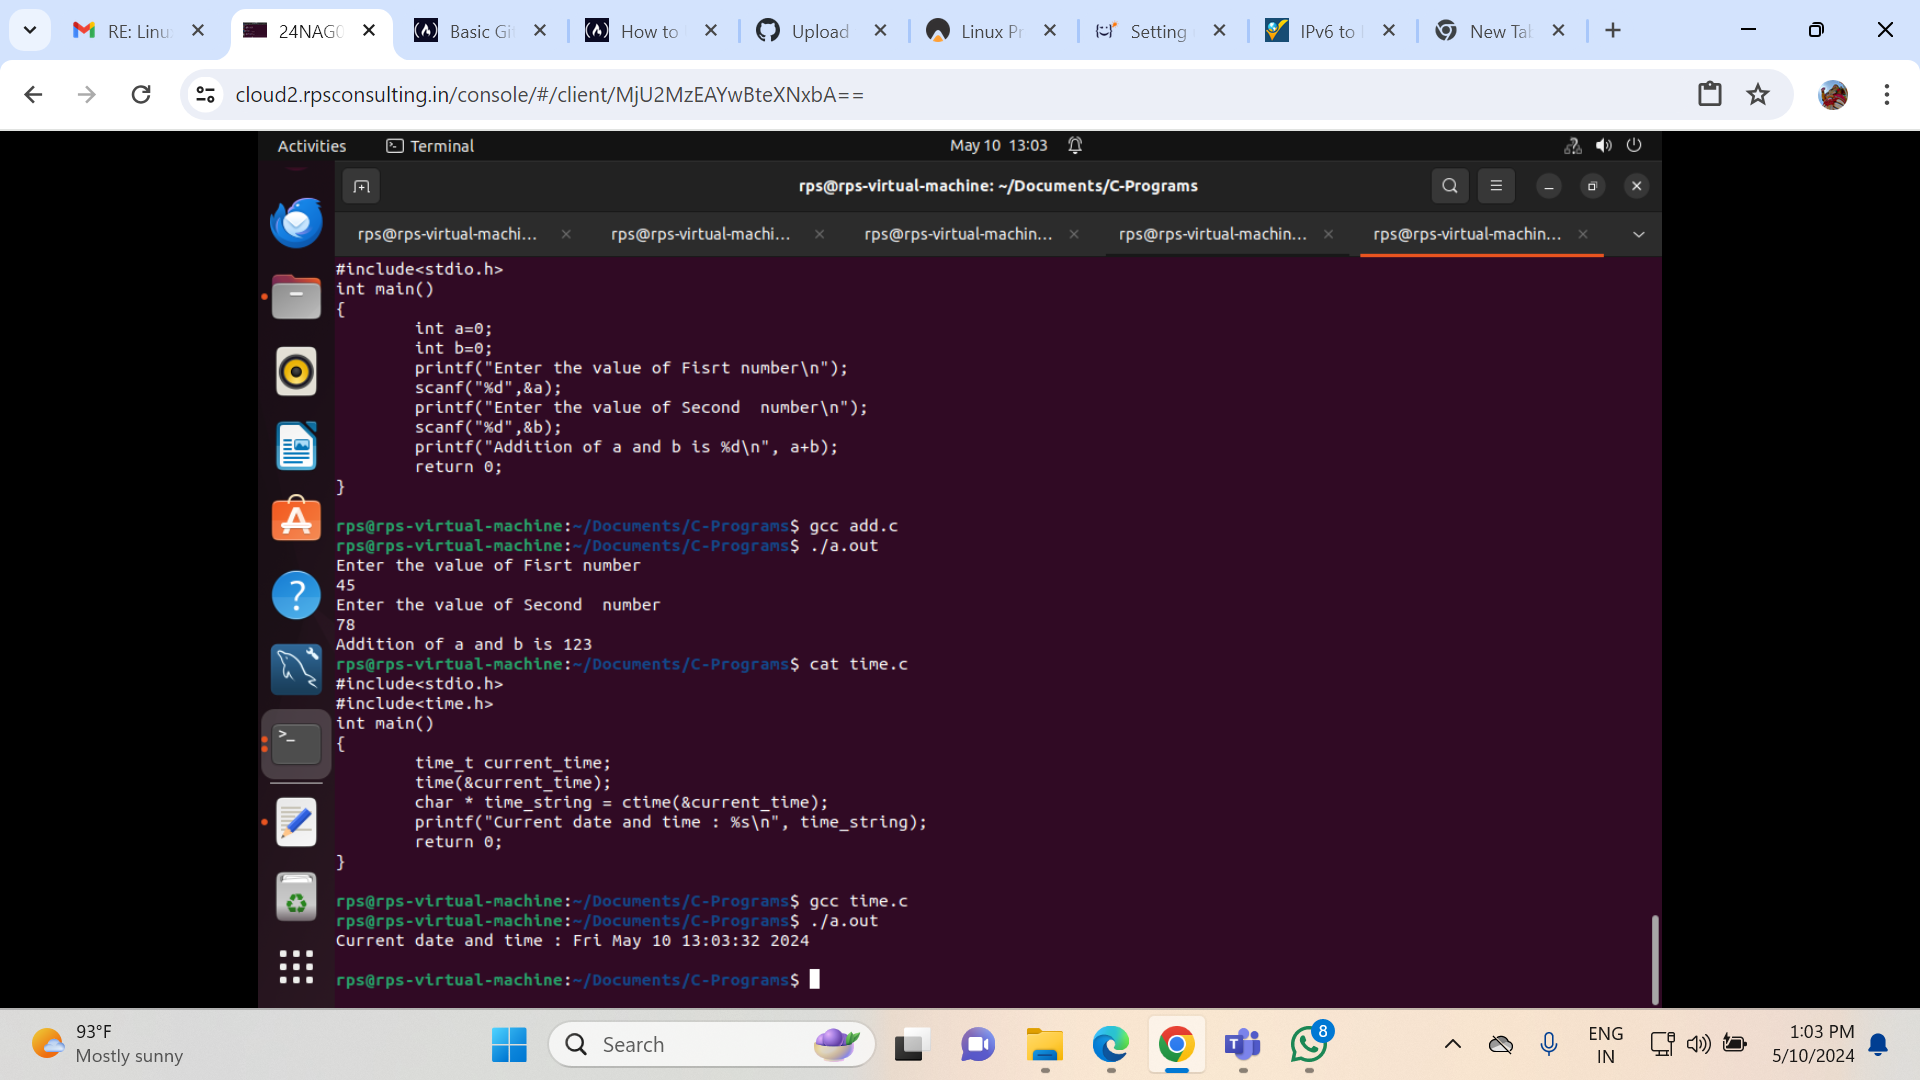 RE: Linu
24NAG0
Basic Gi
How to
Upload
Linux Pr
Setting
IPv6 to
New Tab
cloud2.rpsconsulting.in/console/#/client/MjU2MzEAYwBteXNxbA==
Activities
Terminal
May 10 13:03
rps@rps-virtual-machine: ~/Documents/C-Programs
rps@rps-virtual-machi...
rps@rps-virtual-machi...
rps@rps-virtual-machin...
rps@rps-virtual-machin...
rps@rps-virtual-machin...
#include<stdio.h>
int main()
{
int a=0;
int b=0;
printf("Enter the value of Fisrt number\n");
scanf("%d",&a);
printf("Enter the value of Second  number\n");
scanf("%d",&b);
printf("Addition of a and b is %d\n", a+b);
return 0;
}
rps@rps-virtual-machine:~/Documents/C-Programs$ gcc add.c
rps@rps-virtual-machine:~/Documents/C-Programs$ ./a.out
Enter the value of Fisrt number
45
Enter the value of Second  number
78
Addition of a and b is 123
rps@rps-virtual-machine:~/Documents/C-Programs$ cat time.c
#include<stdio.h>
#include<time.h>
int main()
{
time_t current_time;
time(&current_time);
char * time_string = ctime(&current_time);
printf("Current date and time : %s\n", time_string);
return 0;
}
rps@rps-virtual-machine:~/Documents/C-Programs$ gcc time.c
rps@rps-virtual-machine:~/Documents/C-Programs$ ./a.out
Current date and time : Fri May 10 13:03:32 2024
rps@rps-virtual-machine:~/Documents/C-Programs$
93°F
Mostly sunny
Search
8
ENG
IN
1:03 PM
5/10/2024